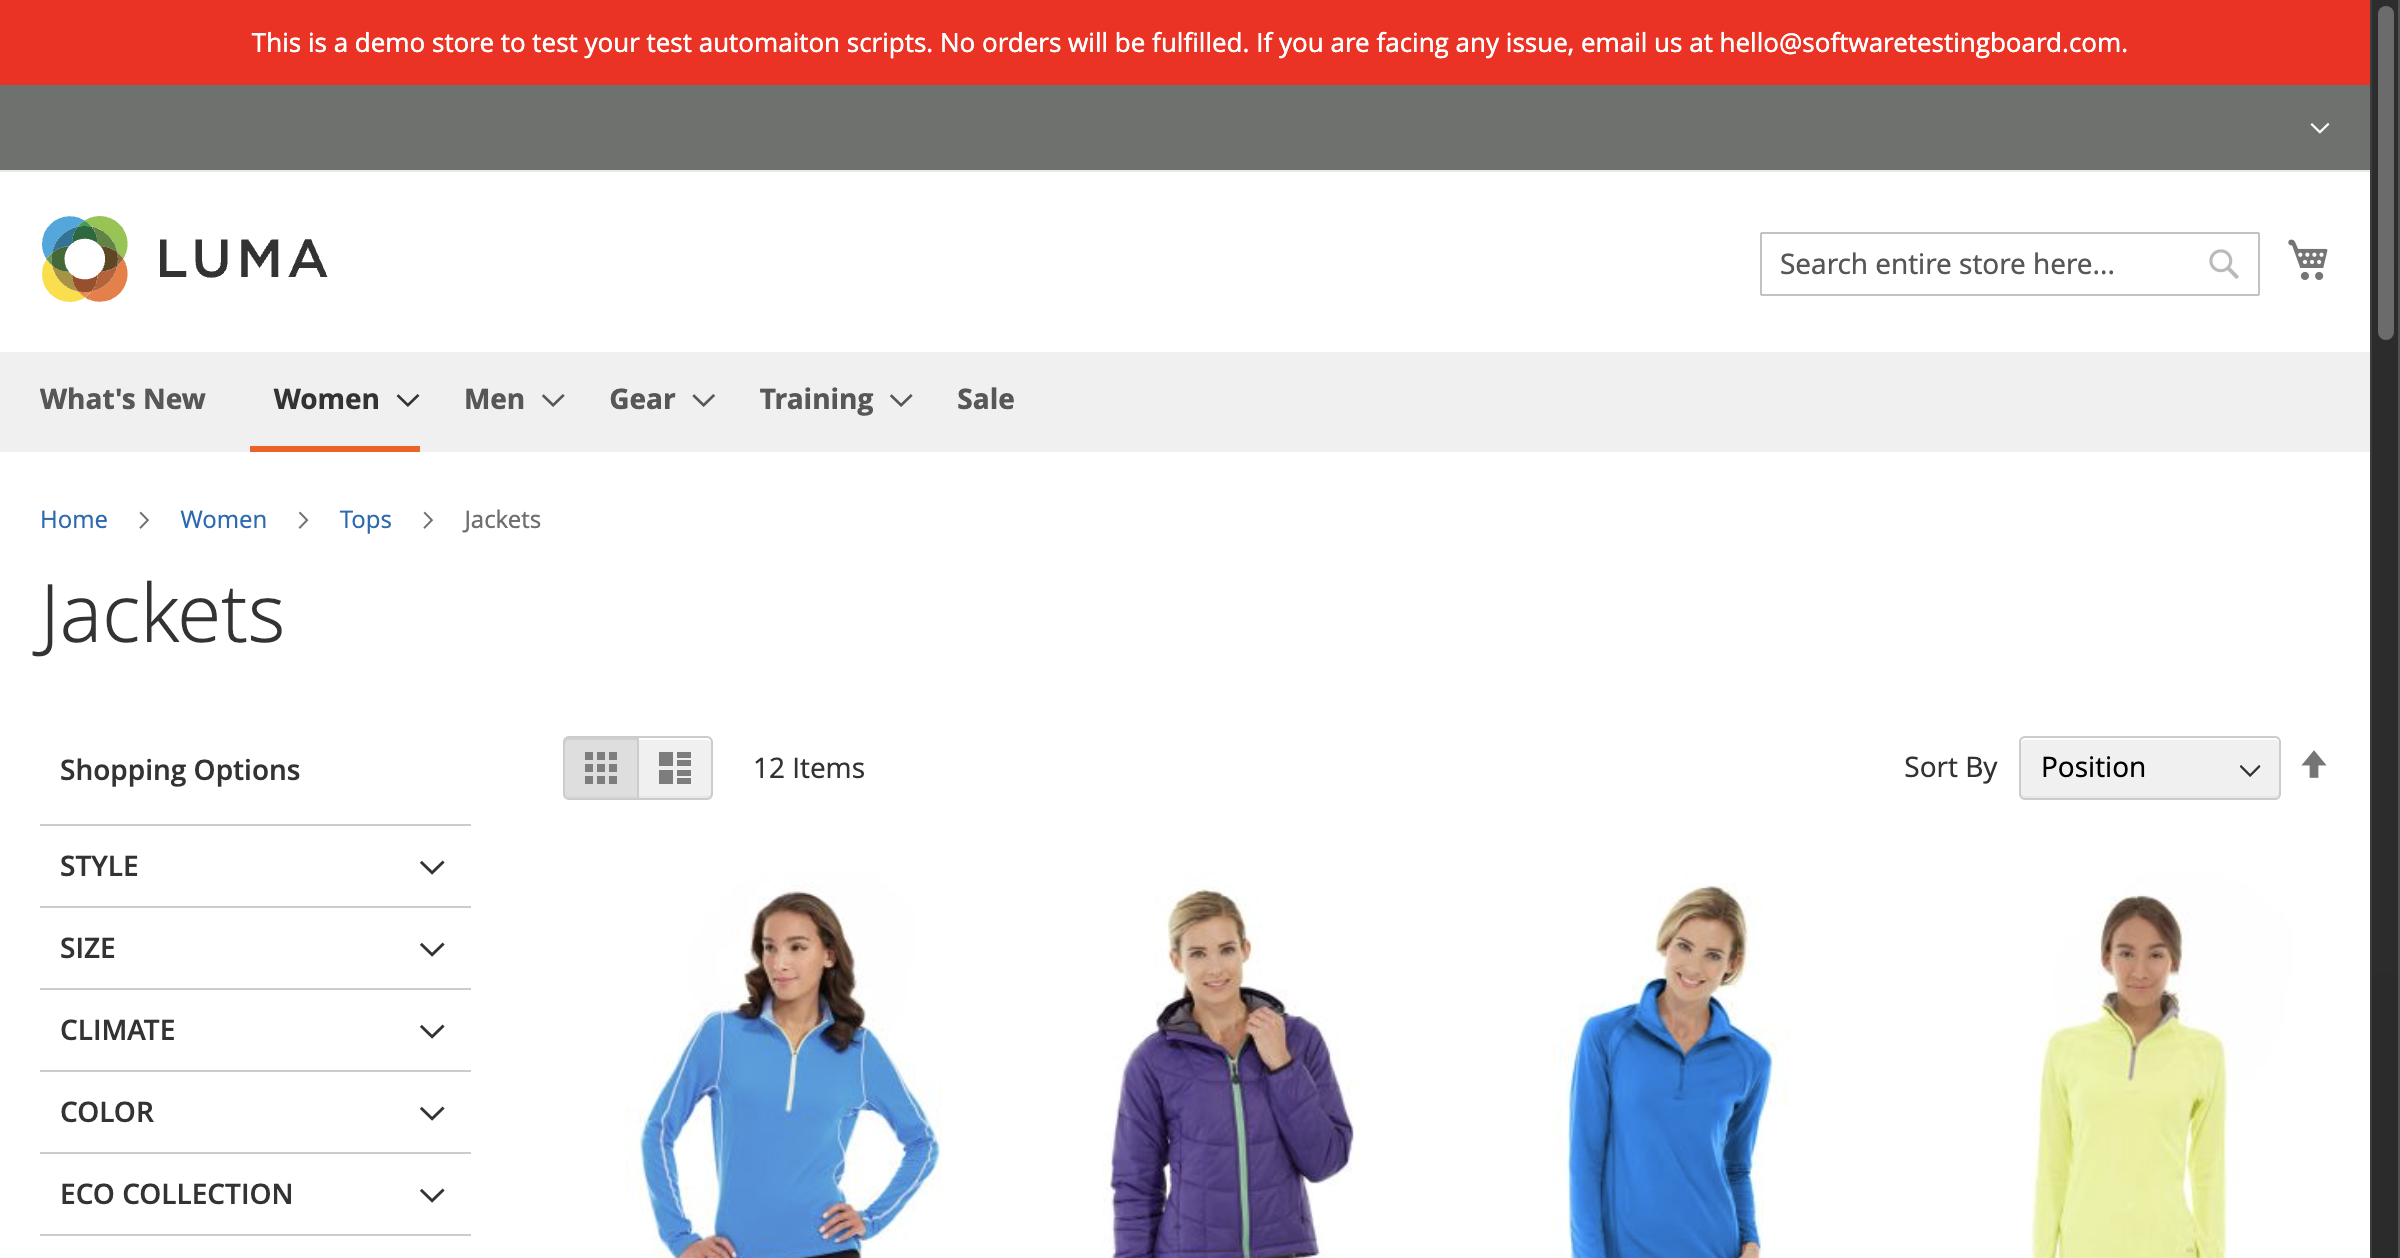 This is a demo store to test your test automaiton scripts. No orders will be fulfilled. If you are facing any issue, email us at hello@softwaretestingboard.com.
LUMA
Search entire store here...
What's New Women Men Gear Training Sale
Home Women Tops Jackets
Jackets
Shopping Options
12 Items
Sort By Position
STYLE
SIZE
CLIMATE
COLOR
ECO COLLECTION